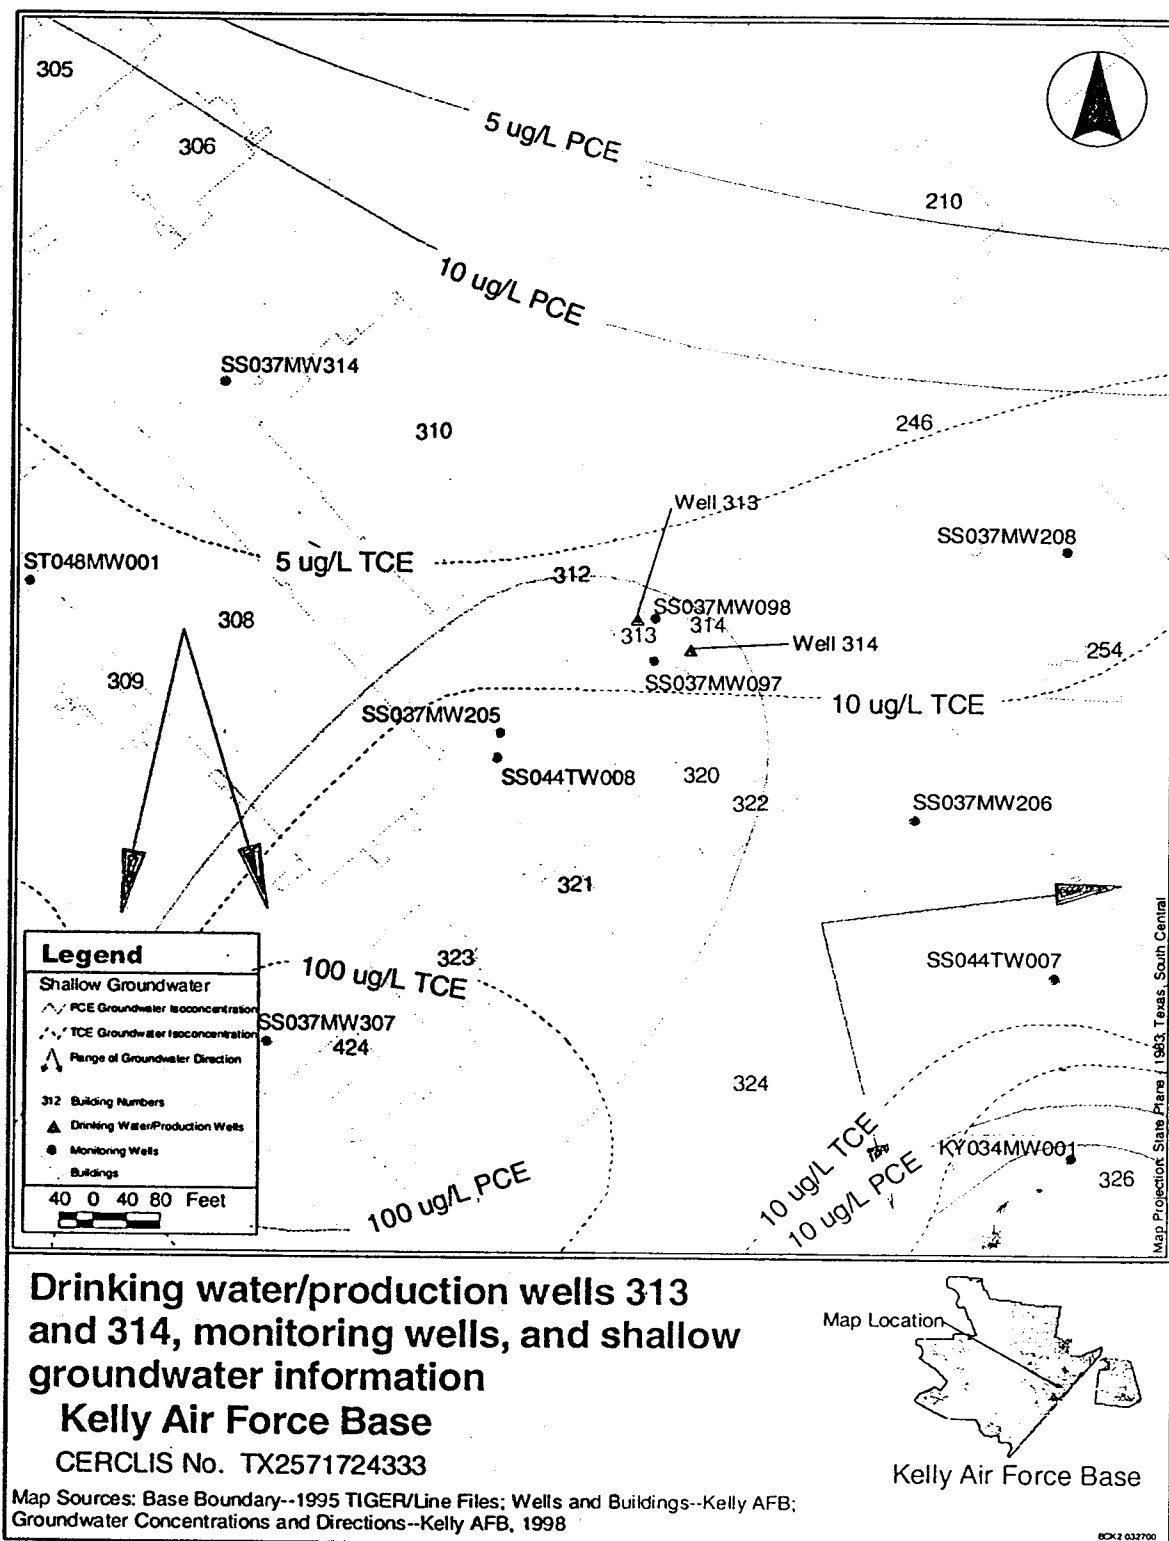 305
306
5 ug/L PCE
210
10 ug/L PCE
SS037MW314
310
246
Well 313
SS037MW208
5 ug/L TCE
ST048MW001
312
308
SS037MW098
313
314
Well 314
254
309
SS037MW097
10 ug/L TCE
SS037MW205
SS044TW008
320
322
SS037MW206
321
323
100 ug/L TCE
SS044TW007
SS037MW307
424
324
10 ug/L TCE
10 ug/L PCE
KY034MW001
326
100 ug/L PCE
Legend
Shallow Groundwater
PCE Groundwater Isoconcentration
TCE Groundwater Isoconcentration
Range of Groundwater Direction
312 Building Numbers
Drinking Water/Production Wells
Monitoring Wells
Buildings
40 0 40 80 Feet
Map Projection: State Plane 1983, Texas, South Central
Drinking water/production wells 313
and 314, monitoring wells, and shallow
groundwater information
Kelly Air Force Base
CERCLIS No. TX2571724333
Map Sources: Base Boundary--1995 TIGER/Line Files; Wells and Buildings--Kelly AFB;
Groundwater Concentrations and Directions--Kelly AFB, 1998
Map Location
Kelly Air Force Base
BCK2 032700